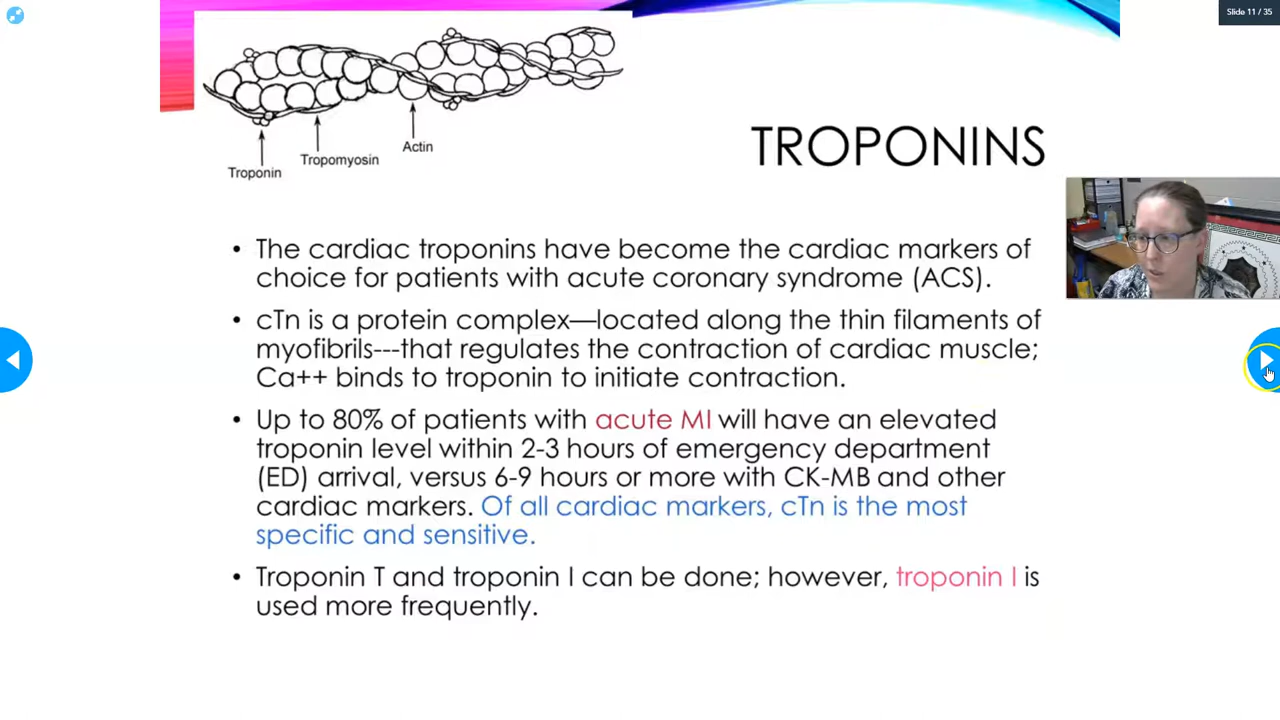 Slide 11 / 35
Troponin
Tropomyosin
Actin
TROPONINS
• The cardiac troponins have become the cardiac markers of
choice for patients with acute coronary syndrome (ACS).
• cTn is a protein complex—located along the thin filaments of
myofibrils---that regulates the contraction of cardiac muscle;
Ca++ binds to troponin to initiate contraction.
• Up to 80% of patients with acute MI will have an elevated
troponin level within 2-3 hours of emergency department
(ED) arrival, versus 6-9 hours or more with CK-MB and other
cardiac markers. Of all cardiac markers, cTn is the most
specific and sensitive.
• Troponin T and troponin I can be done; however, troponin I is
used more frequently.